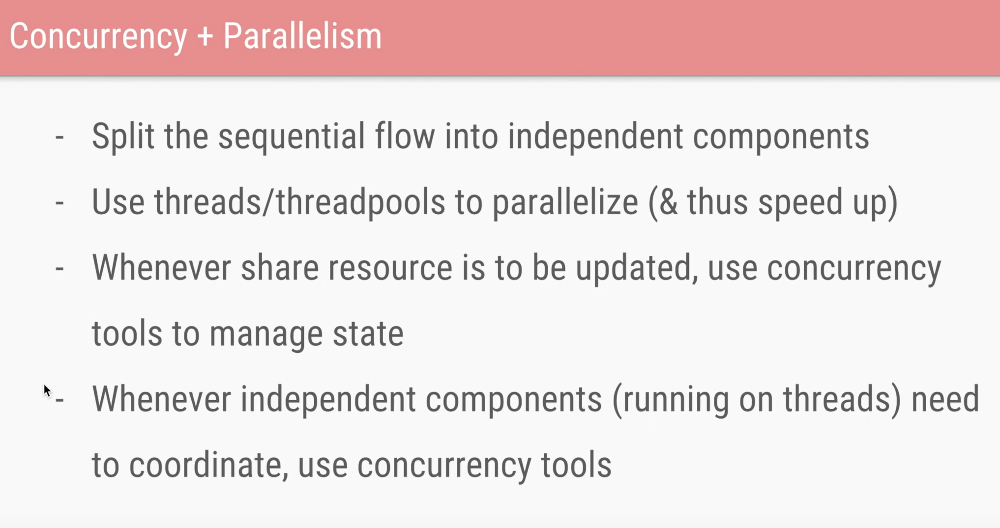 Concurrency + Parallelism
- Split the sequential flow into independent components
- Use threads/threadpools to parallelize (& thus speed up)
- Whenever share resource is to be updated, use concurrency
tools to manage state
- Whenever independent components (running on threads) need
to coordinate, use concurrency tools